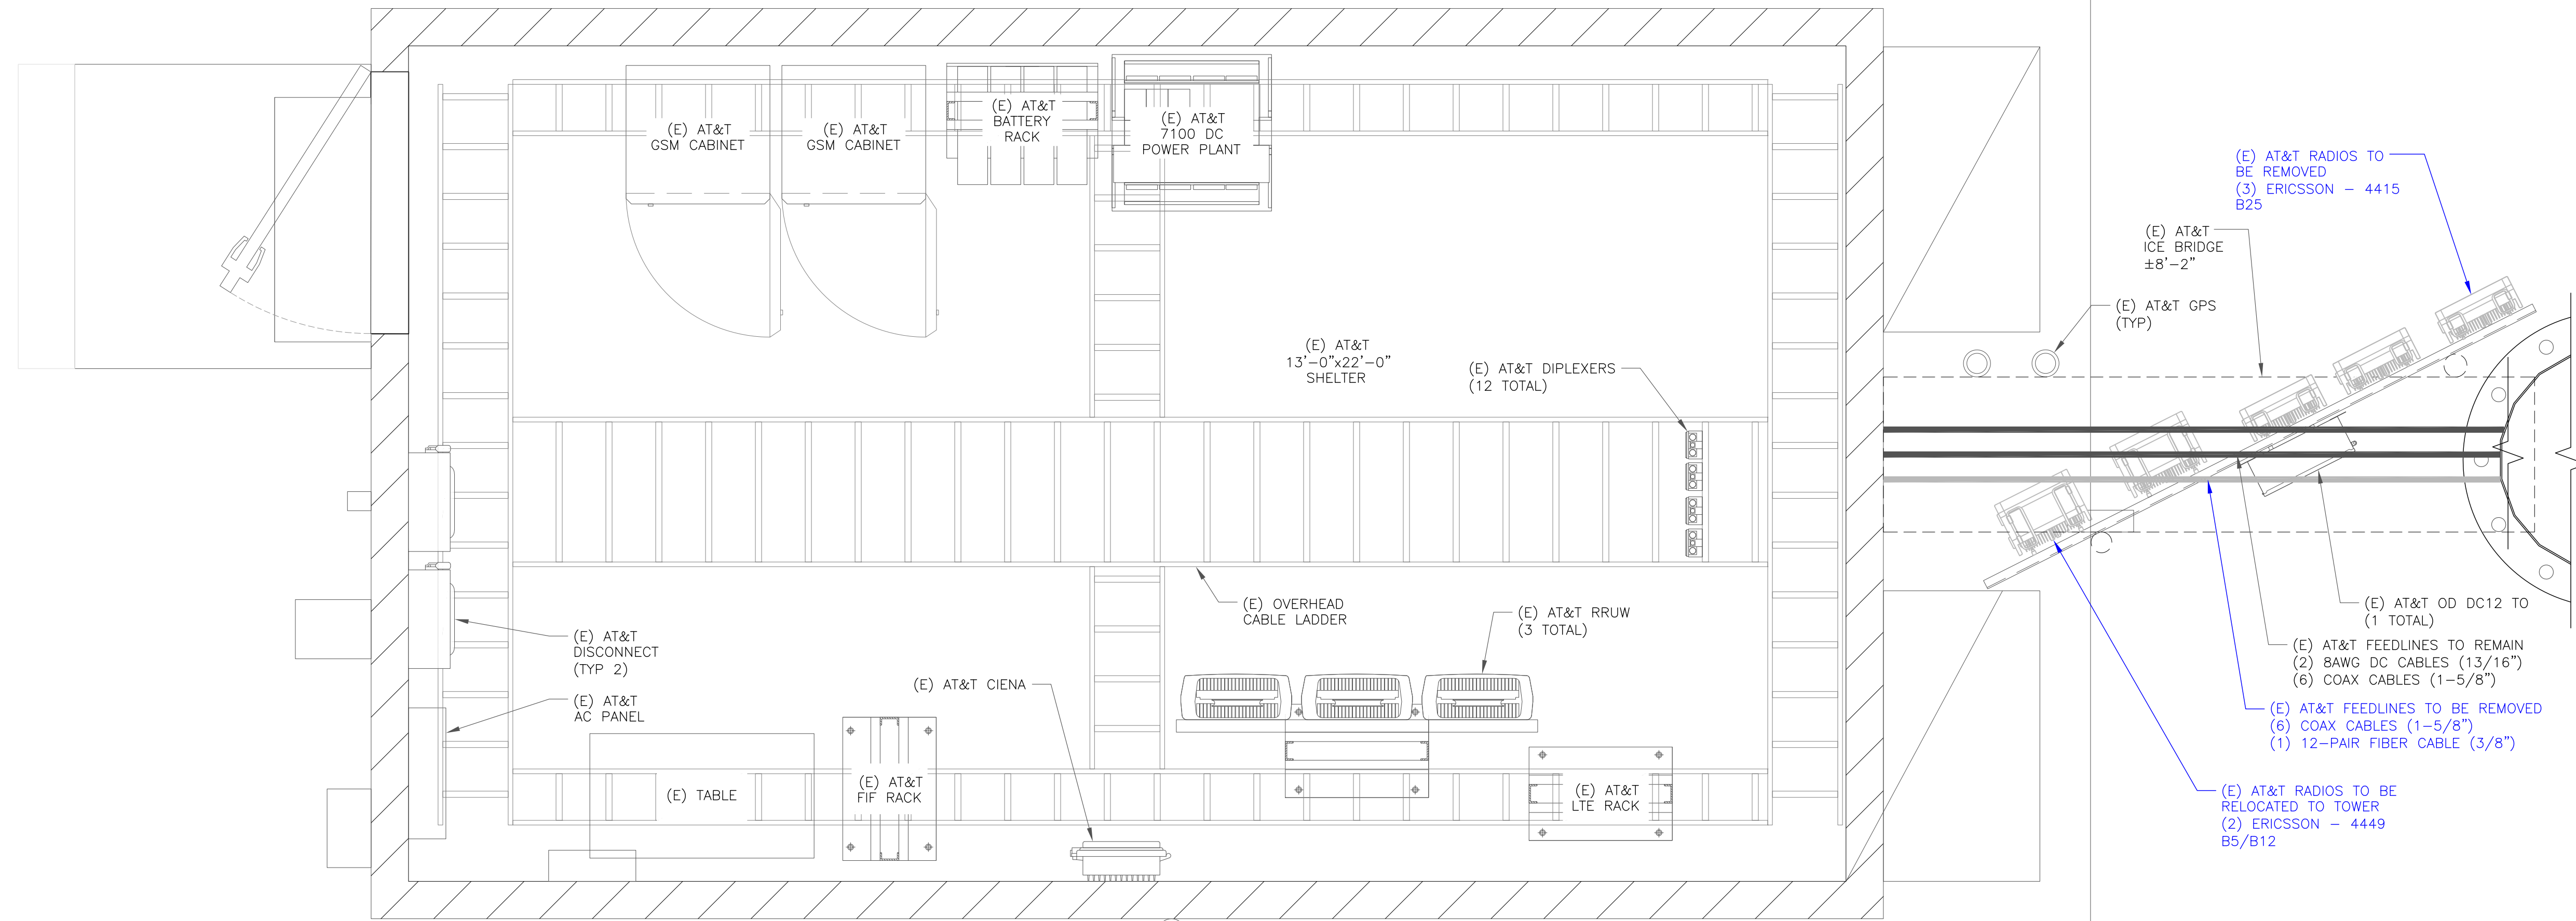 (E) AT&T
GSM CABINET
(E) AT&T
GSM CABINET
(E) AT&T
BATTERY
RACK
(E) AT&T
7100 DC
POWER PLANT
(E) AT&T RADIOS TO
BE REMOVED
(3) ERICSSON – 4415
B25
(E) AT&T
ICE BRIDGE
±8'–2"
(E) AT&T GPS
(TYP)
(E) AT&T
13'–0"x22'–0"
SHELTER
(E) AT&T DIPLEXERS
(12 TOTAL)
(E) OVERHEAD
CABLE LADDER
(E) AT&T RRUW
(3 TOTAL)
(E) AT&T
DISCONNECT
(TYP 2)
(E) AT&T CIENA
(E) AT&T
AC PANEL
(E) TABLE
(E) AT&T
FIF RACK
(E) AT&T
LTE RACK
(E) AT&T OD DC12 TO
(1 TOTAL)
(E) AT&T FEEDLINES TO REMAIN
(2) 8AWG DC CABLES (13/16")
(6) COAX CABLES (1–5/8")
(E) AT&T FEEDLINES TO BE REMOVED
(6) COAX CABLES (1–5/8")
(1) 12–PAIR FIBER CABLE (3/8")
(E) AT&T RADIOS TO BE
RELOCATED TO TOWER
(2) ERICSSON – 4449
B5/B12